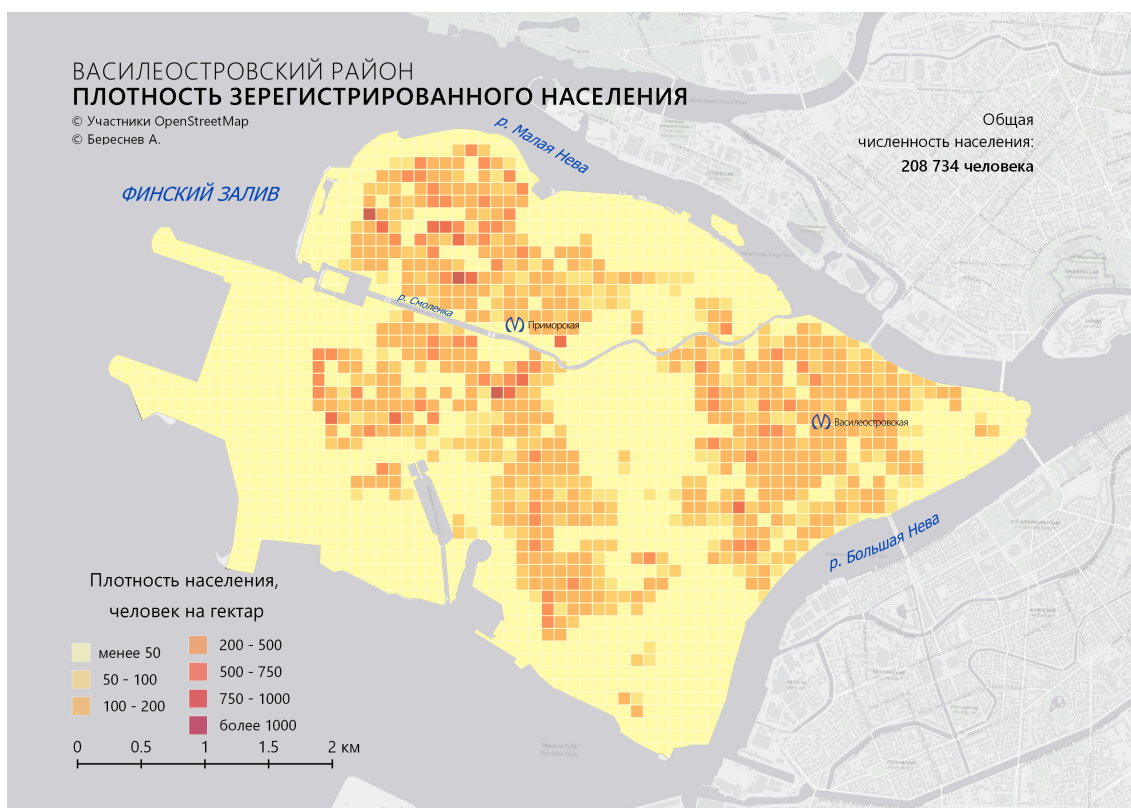 ВАСИЛЕОСТРОВСКИЙ РАЙОН
ПЛОТНОСТЬ ЗЕРЕГИСТРИРОВАННОГО НАСЕЛЕНИЯ
© Участники OpenStreetMap
© Береснев А.
Общая
численность населения:
208 734 человека
р. Малая Нева
ФИНСКИЙ ЗАЛИВ
р. Смоленка
Приморская
Василеостровская
р. Большая Нева
Плотность населения,
человек на гектар
менее 50
50 - 100
100 - 200
200 - 500
500 - 750
750 - 1000
более 1000
0 0.5 1 1.5 2 км